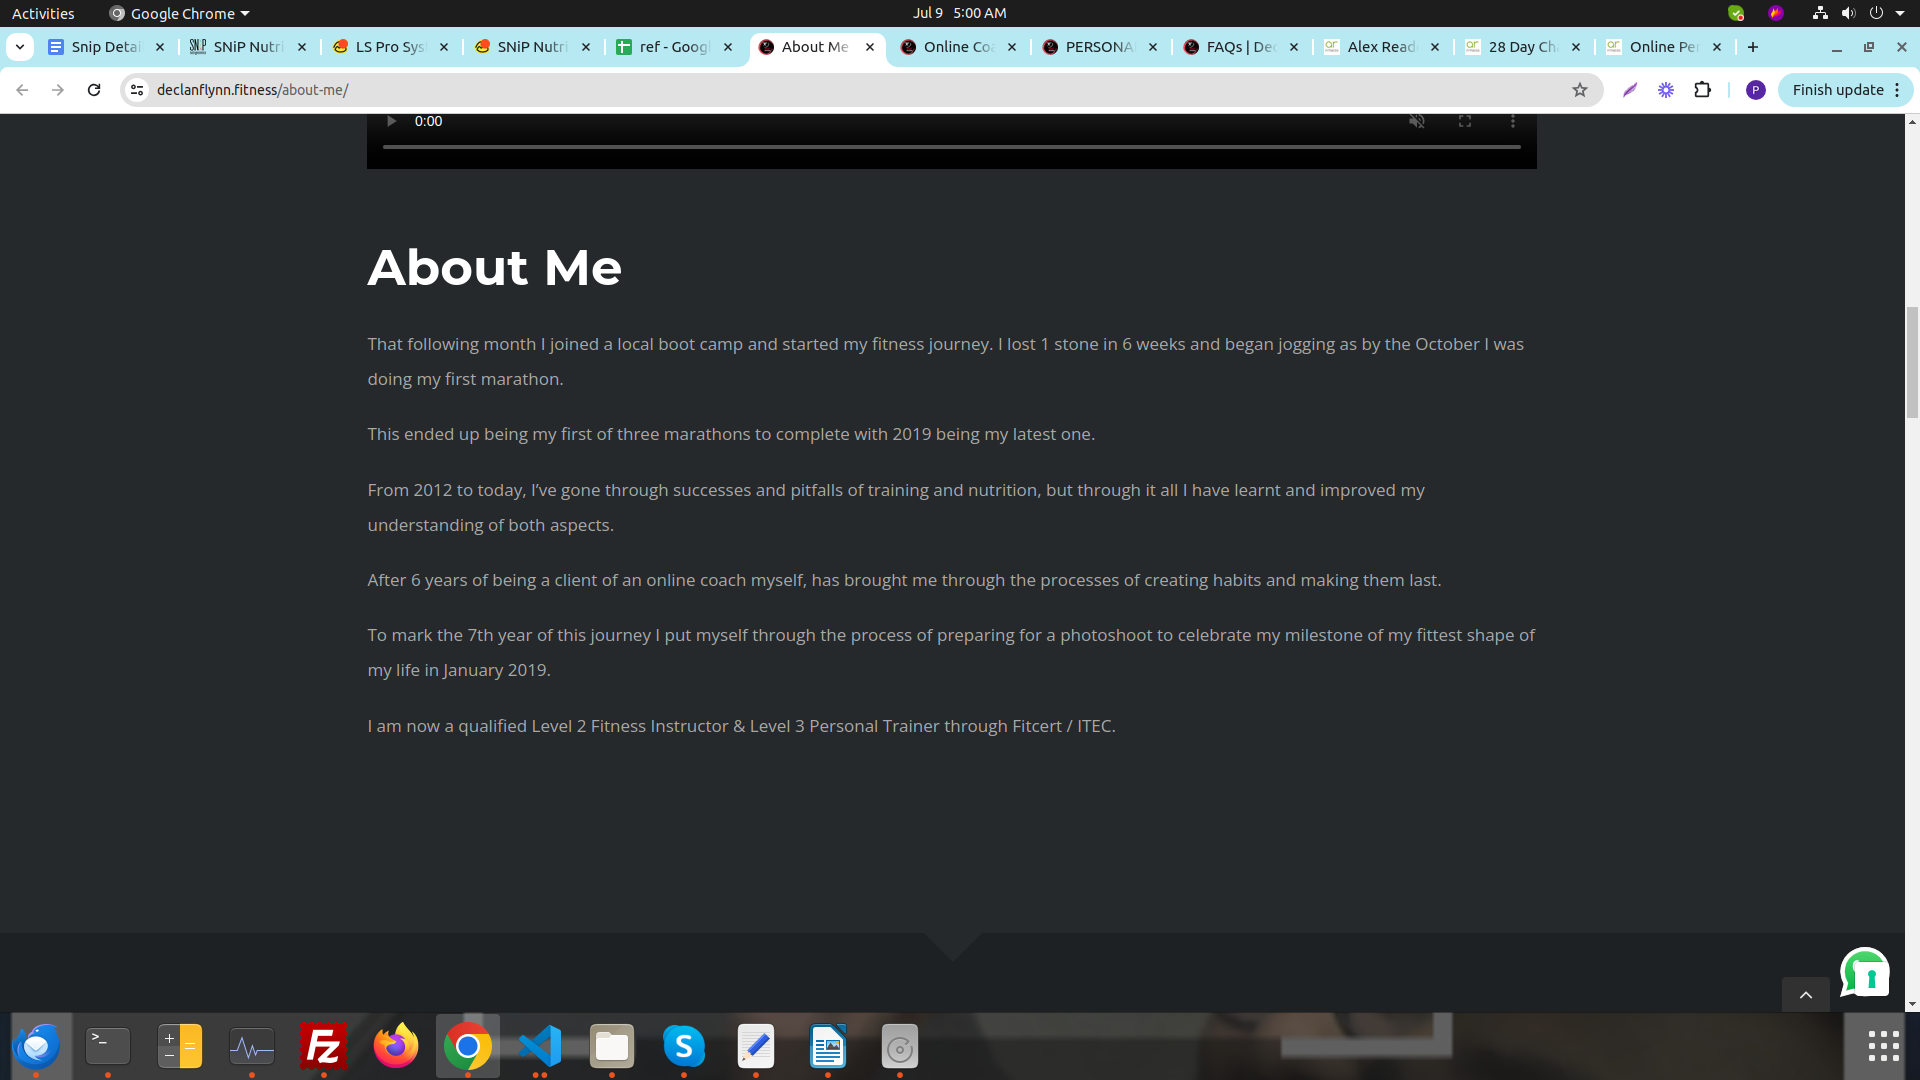 Activities
Google Chrome
Jul 9 5:00 AM
Snip Detai
SNiP Nutri
LS Pro Sys
SNiP Nutri
ref - Googl
About Me
Online Coa
PERSONA
FAQs | Dec
Alex Read
28 Day Ch
Online Per
declanflynn.fitness/about-me/
P
Finish update
0:00
About Me
That following month I joined a local boot camp and started my fitness journey. I lost 1 stone in 6 weeks and began jogging as by the October I was
doing my first marathon.
This ended up being my first of three marathons to complete with 2019 being my latest one.
From 2012 to today, I’ve gone through successes and pitfalls of training and nutrition, but through it all I have learnt and improved my
understanding of both aspects.
After 6 years of being a client of an online coach myself, has brought me through the processes of creating habits and making them last.
To mark the 7th year of this journey I put myself through the process of preparing for a photoshoot to celebrate my milestone of my fittest shape of
my life in January 2019.
I am now a qualified Level 2 Fitness Instructor & Level 3 Personal Trainer through Fitcert / ITEC.